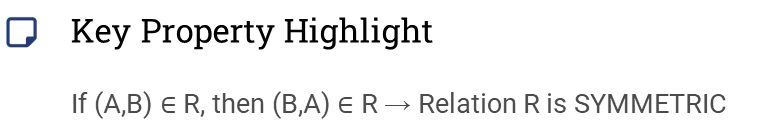 Key Property Highlight
If (A,B) ∈ R, then (B,A) ∈ R → Relation R is SYMMETRIC